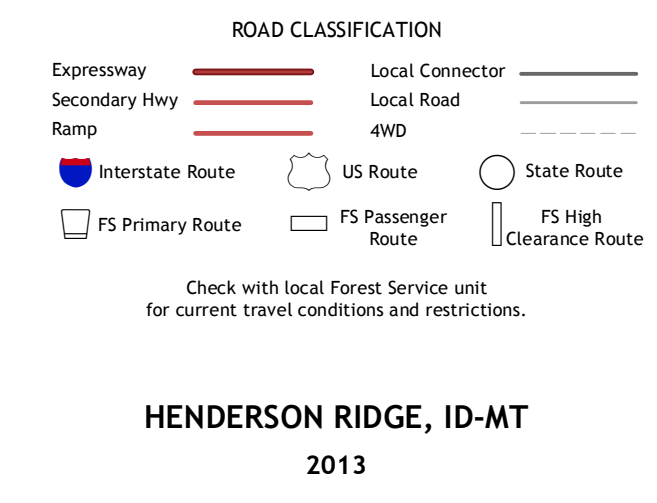 ROAD CLASSIFICATION
Expressway
Local Connector
Secondary Hwy
Local Road
Ramp
4WD
Interstate Route
US Route
State Route
FS Primary Route
FS Passenger
Route
FS High
Clearance Route
Check with local Forest Service unit
for current travel conditions and restrictions.
HENDERSON RIDGE, ID-MT
2013